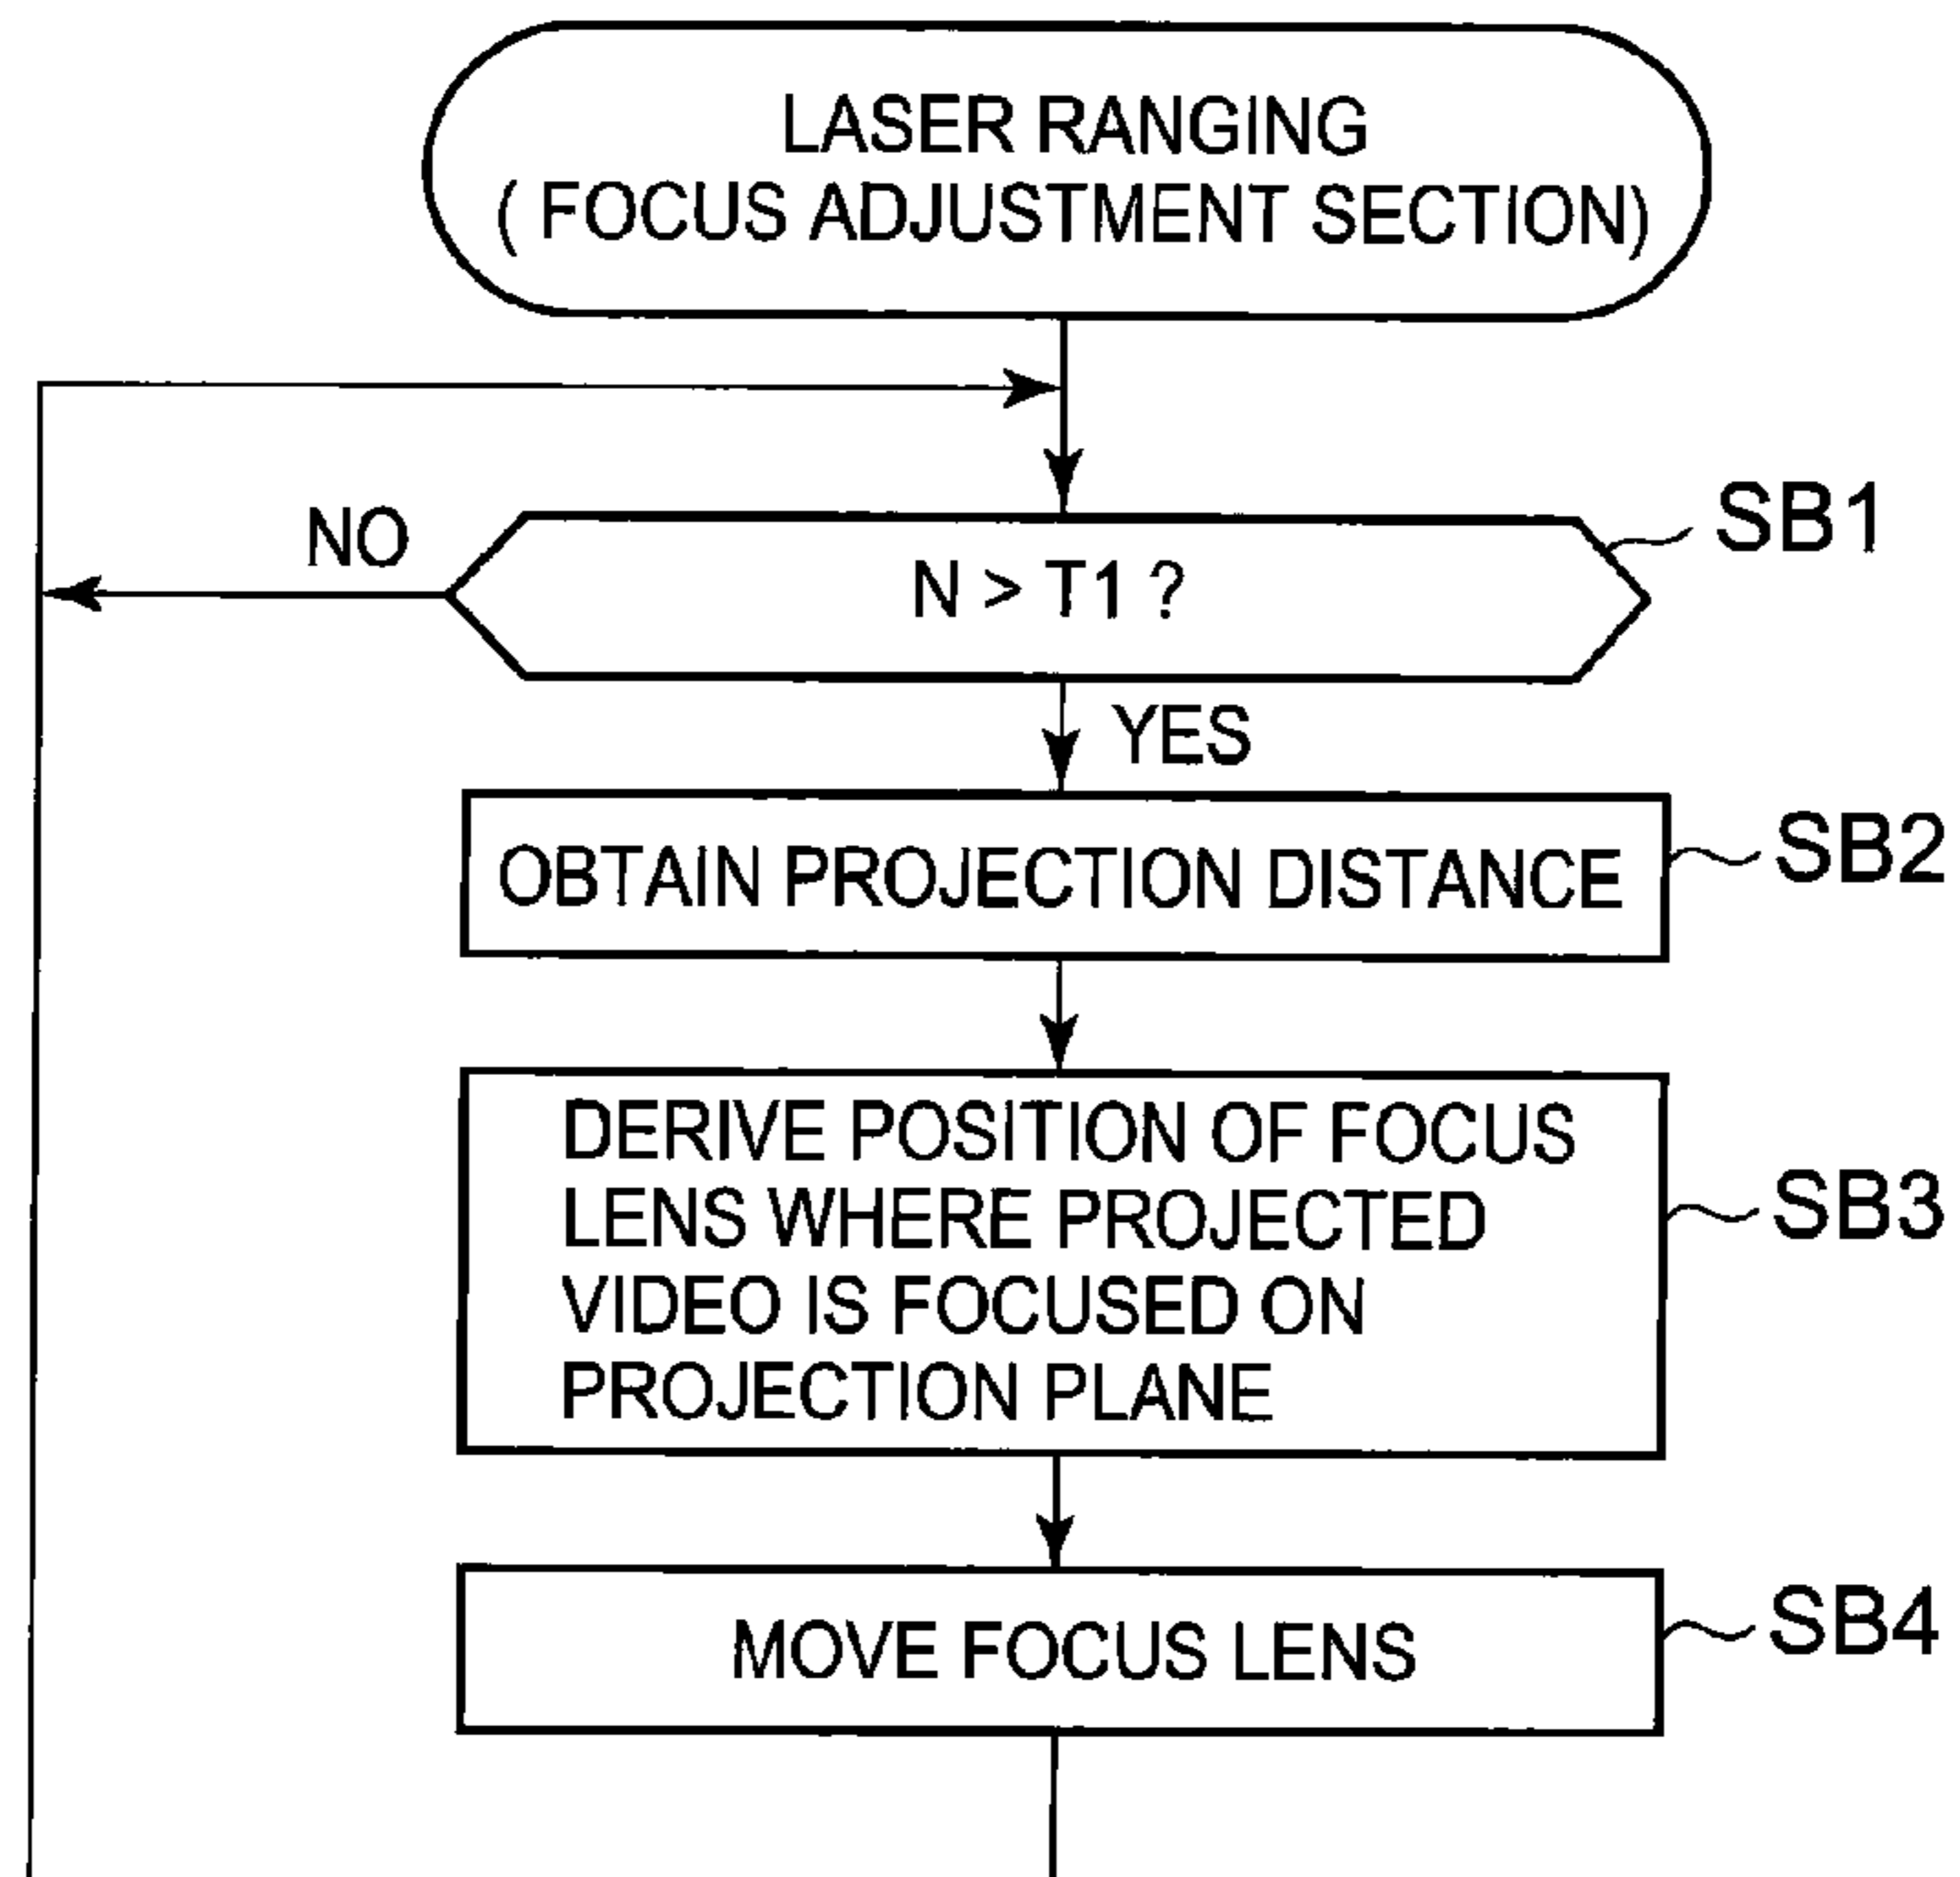 LASER RANGING
( FOCUS ADJUSTMENT SECTION)
NO
N > T1 ?
SB1
YES
OBTAIN PROJECTION DISTANCE
SB2
DERIVE POSITION OF FOCUS
LENS WHERE PROJECTED
VIDEO IS FOCUSED ON
PROJECTION PLANE
SB3
MOVE FOCUS LENS
SB4